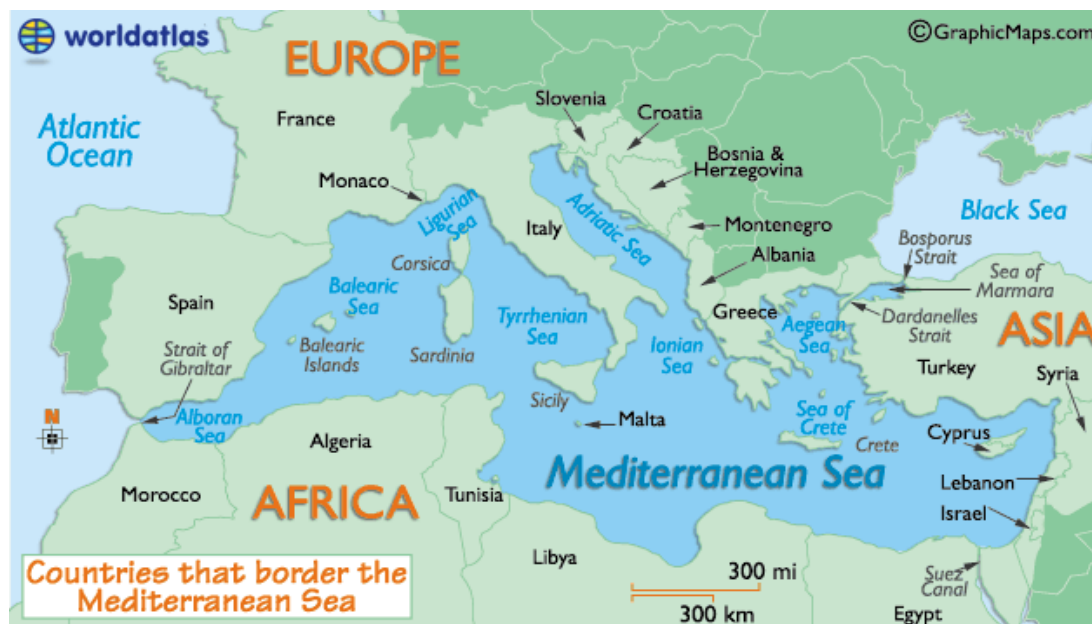 worldatlas
EUROPE
©GraphicMaps.com
Atlantic
Ocean
France
Slovenia
Croatia
Bosnia &
Herzegovina
Monaco
Ligurian
Sea
Italy
Adriatic Sea
Montenegro
Albania
Black Sea
Bosporus
Strait
Sea of
Marmara
Corsica
Balearic
Sea
Spain
Tyrrhenian
Sea
Greece
Aegean
Sea
Dardanelles
Strait
ASIA
Ionian
Sea
Turkey
Strait of
Gibraltar
Balearic
Islands
Sardinia
Syria
N
Alboran
Sea
Algeria
Sicily
Malta
Sea of
Crete
Crete
Cyprus
Mediterranean Sea
Lebanon
Morocco
AFRICA
Tunisia
Israel
Libya
Suez
Canal
Egypt
Countries that border the
Mediterranean Sea
300 mi
300 km